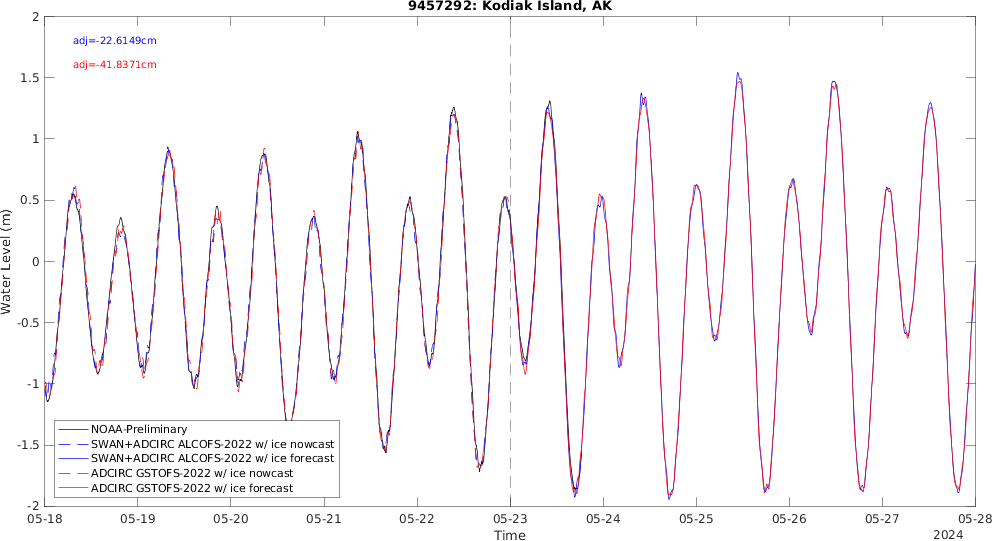 9457292: Kodiak Island, AK
adj=-22.6149cm
adj=-41.8371cm
Water Level (m)
2
1.5
1
0.5
0
-0.5
-1
-1.5
-2
NOAA-Preliminary
SWAN+ADCIRC ALCOFS-2022 w/ ice nowcast
SWAN+ADCIRC ALCOFS-2022 w/ ice forecast
ADCIRC GSTOFS-2022 w/ ice nowcast
ADCIRC GSTOFS-2022 w/ ice forecast
05-18 05-19 05-20 05-21 05-22 05-23 05-24 05-25 05-26 05-27 05-28
Time
2024